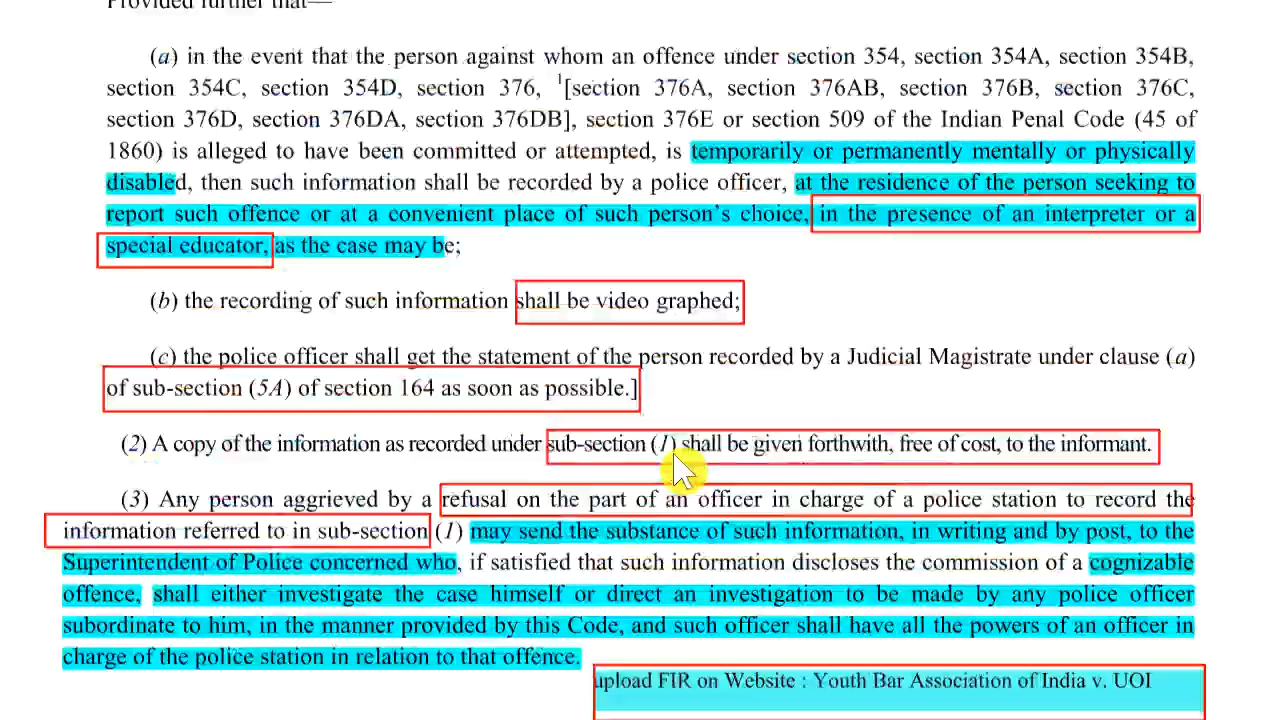 Provided further that—
(a) in the event that the person against whom an offence under section 354, section 354A, section 354B,
section 354C, section 354D, section 376, 1[section 376A, section 376AB, section 376B, section 376C,
section 376D, section 376DA, section 376DB], section 376E or section 509 of the Indian Penal Code (45 of
1860) is alleged to have been committed or attempted, is temporarily or permanently mentally or physically
disabled, then such information shall be recorded by a police officer, at the residence of the person seeking to
report such offence or at a convenient place of such person's choice, in the presence of an interpreter or a
special educator, as the case may be;
(b) the recording of such information shall be video graphed;
(c) the police officer shall get the statement of the person recorded by a Judicial Magistrate under clause (a)
of sub-section (5A) of section 164 as soon as possible.]
(2) A copy of the information as recorded under sub-section (1) shall be given forthwith, free of cost, to the informant.
(3) Any person aggrieved by a refusal on the part of an officer in charge of a police station to record the
information referred to in sub-section (1) may send the substance of such information, in writing and by post, to the
Superintendent of Police concerned who, if satisfied that such information discloses the commission of a cognizable
offence, shall either investigate the case himself or direct an investigation to be made by any police officer
subordinate to him, in the manner provided by this Code, and such officer shall have all the powers of an officer in
charge of the police station in relation to that offence.
upload FIR on Website : Youth Bar Association of India v. UOI